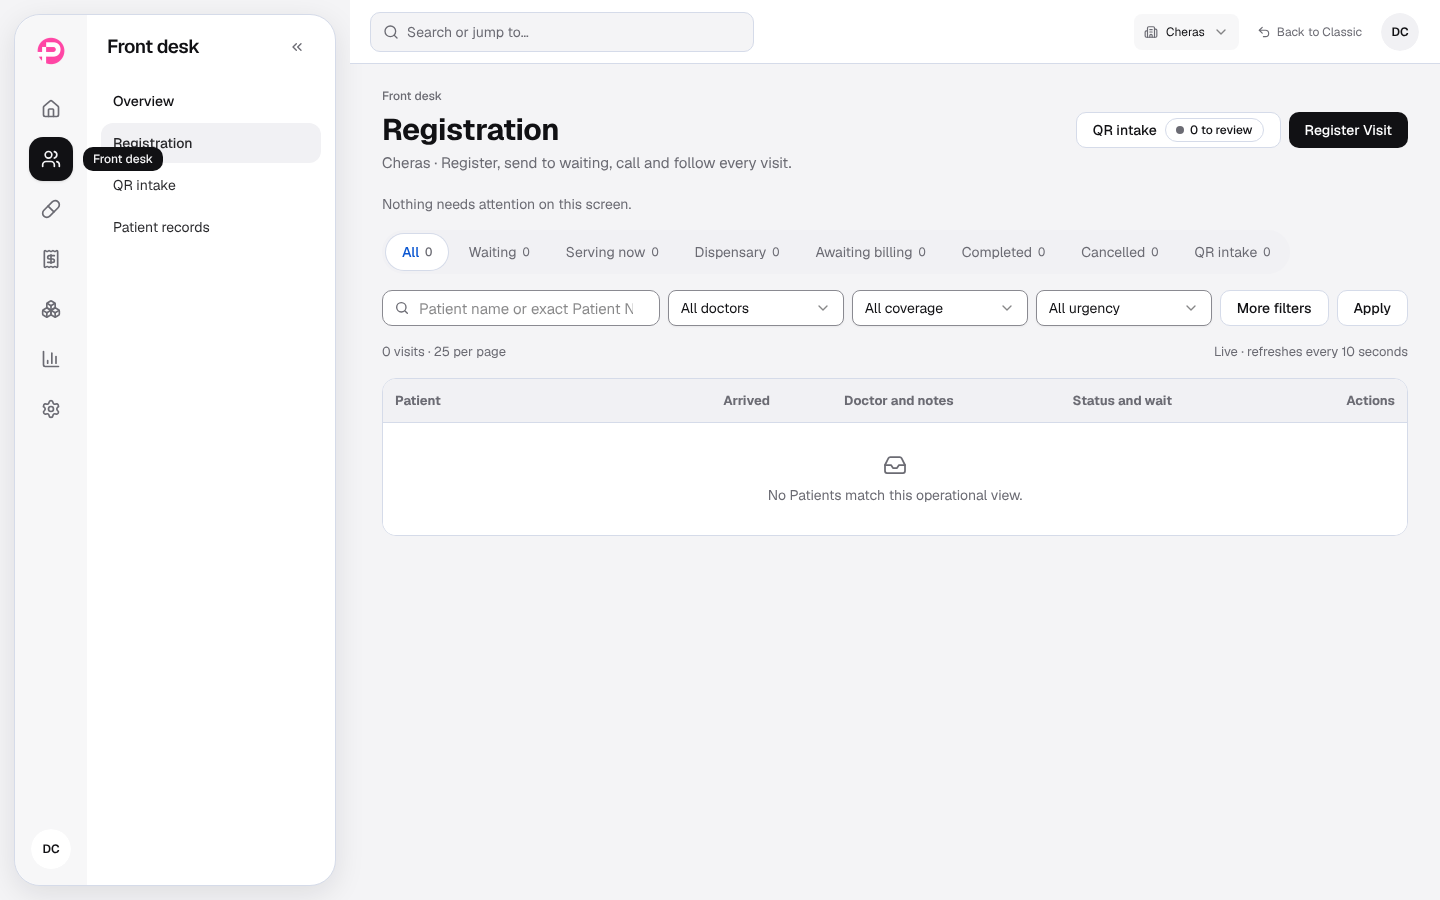 Front desk
Overview
Registration
Front desk
QR intake
Patient records
DC
Search or jump to...
Cheras
Back to Classic
DC
Front desk
Registration
Cheras · Register, send to waiting, call and follow every visit.
QR intake 0 to review
Register Visit
Nothing needs attention on this screen.
All 0 Waiting 0 Serving now 0 Dispensary 0 Awaiting billing 0 Completed 0 Cancelled 0 QR intake 0
Patient name or exact Patient N
All doctors
All coverage
All urgency
More filters
Apply
0 visits · 25 per page
Live · refreshes every 10 seconds
Patient Arrived Doctor and notes Status and wait Actions
No Patients match this operational view.